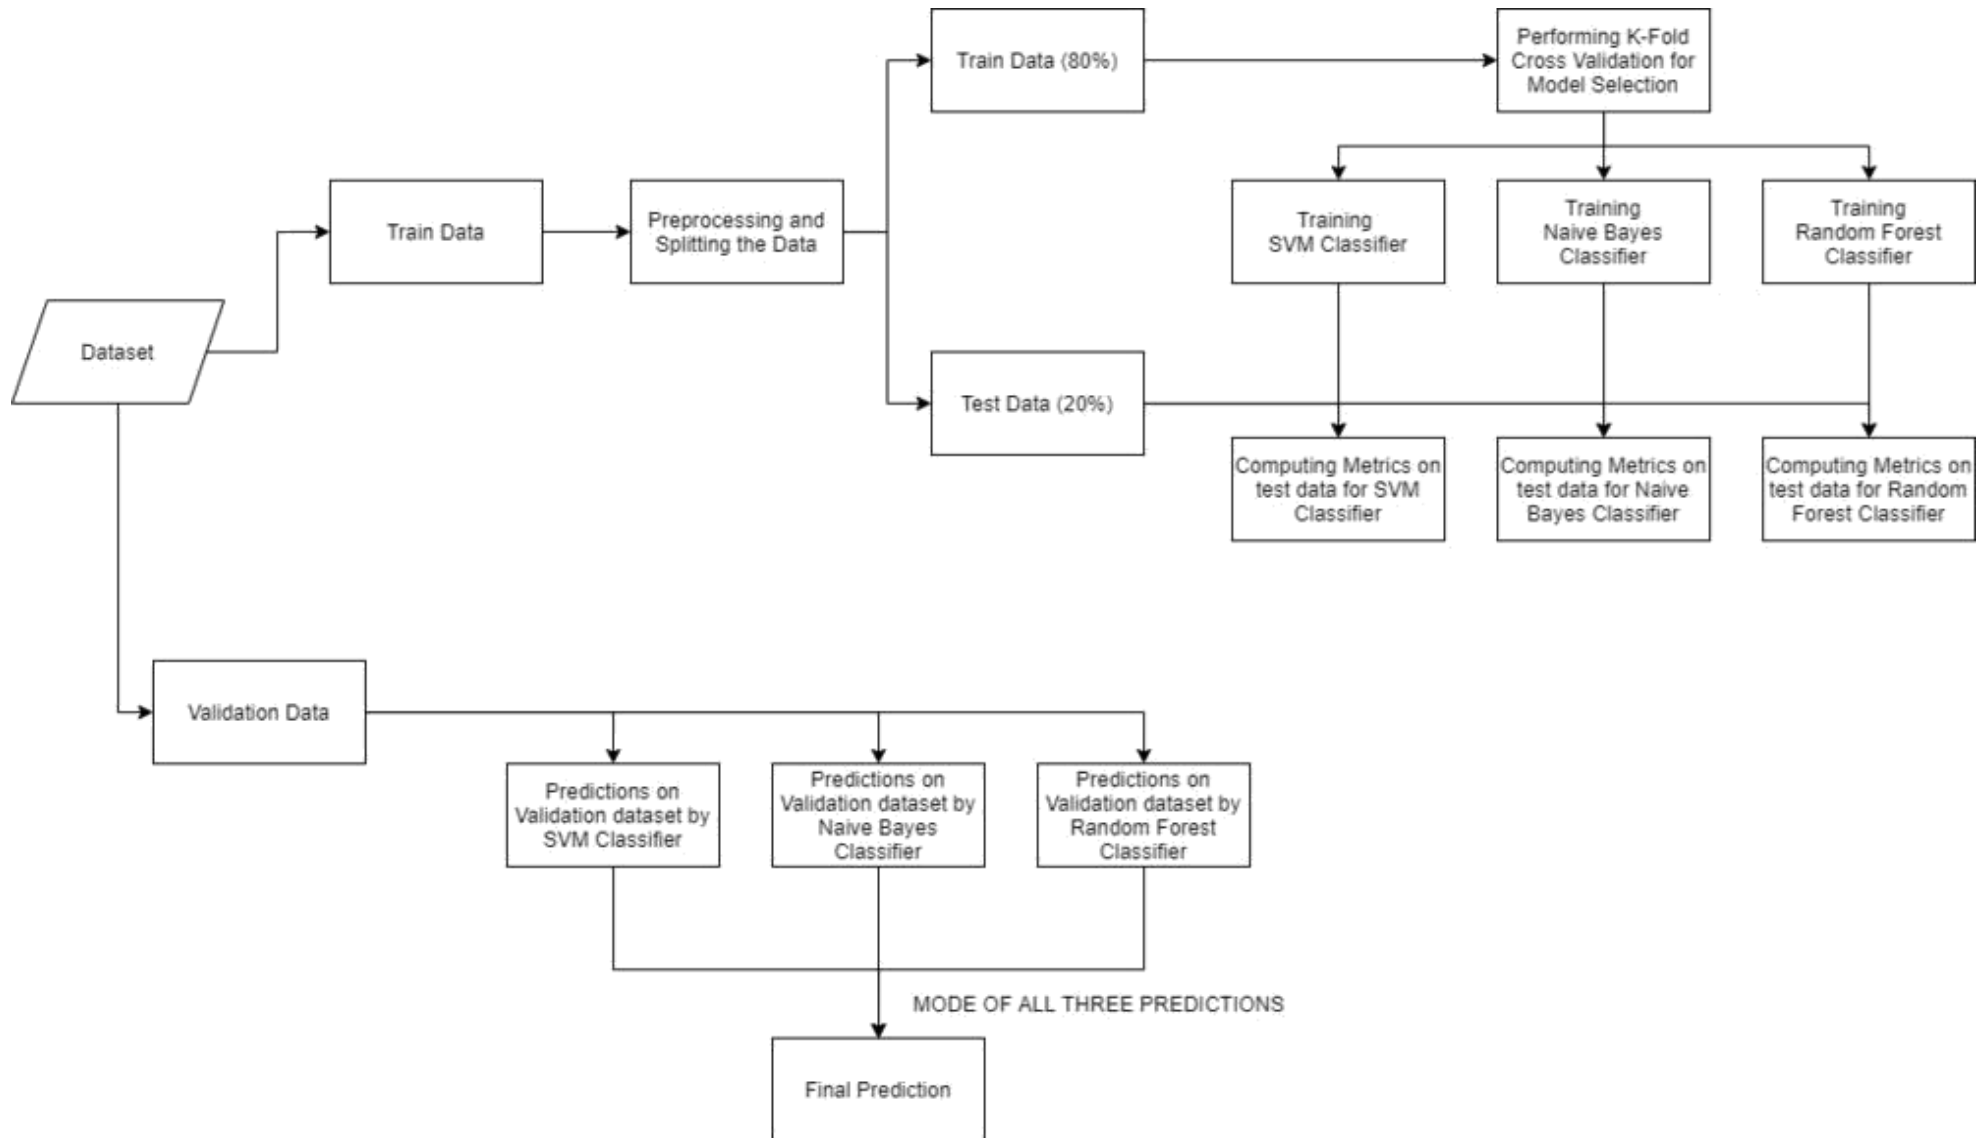 Train Data (80%)
Performing K-Fold
Cross Validation for
Model Selection
Train Data
Preprocessing and
Splitting the Data
Training
SVM Classifier
Training
Naive Bayes
Classifier
Training
Random Forest
Classifier
Dataset
Test Data (20%)
Computing Metrics on
test data for SVM
Classifier
Computing Metrics on
test data for Naive
Bayes Classifier
Computing Metrics on
test data for Random
Forest Classifier
Validation Data
Predictions on
Validation dataset by
SVM Classifier
Predictions on
Validation dataset by
Naive Bayes
Classifier
Predictions on
Validation dataset by
Random Forest
Classifier
MODE OF ALL THREE PREDICTIONS
Final Prediction